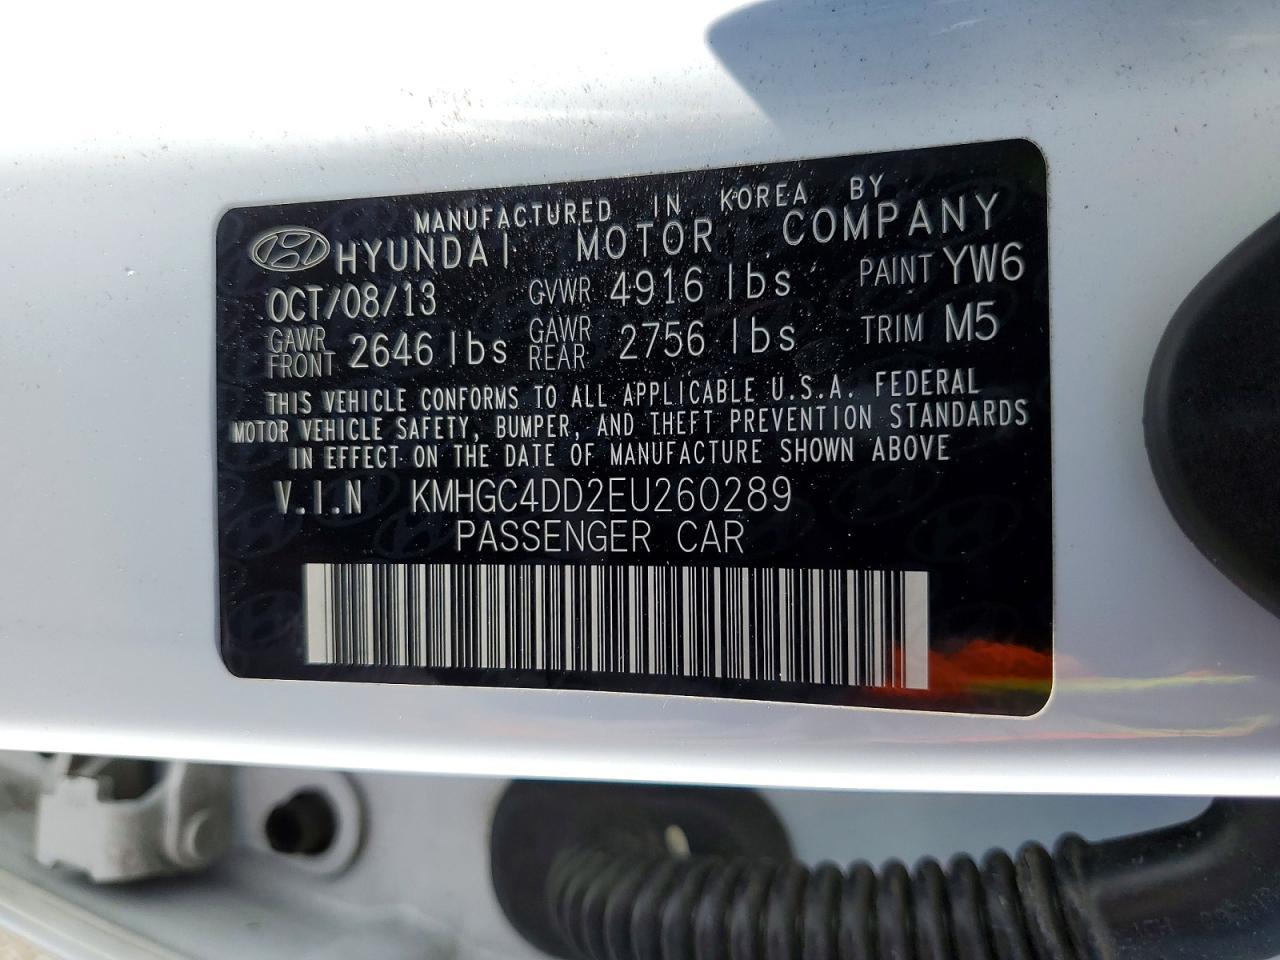 MANUFACTURED IN KOREA BY
HYUNDAI MOTOR COMPANY
OCT/08/13 GVWR 4916 lbs PAINT YW6
GAWR FRONT 2646 lbs GAWR REAR 2756 lbs TRIM M5
THIS VEHICLE CONFORMS TO ALL APPLICABLE U.S.A. FEDERAL
MOTOR VEHICLE SAFETY, BUMPER, AND THEFT PREVENTION STANDARDS
IN EFFECT ON THE DATE OF MANUFACTURE SHOWN ABOVE
V.I.N KMHGC4DD2EU260289
PASSENGER CAR